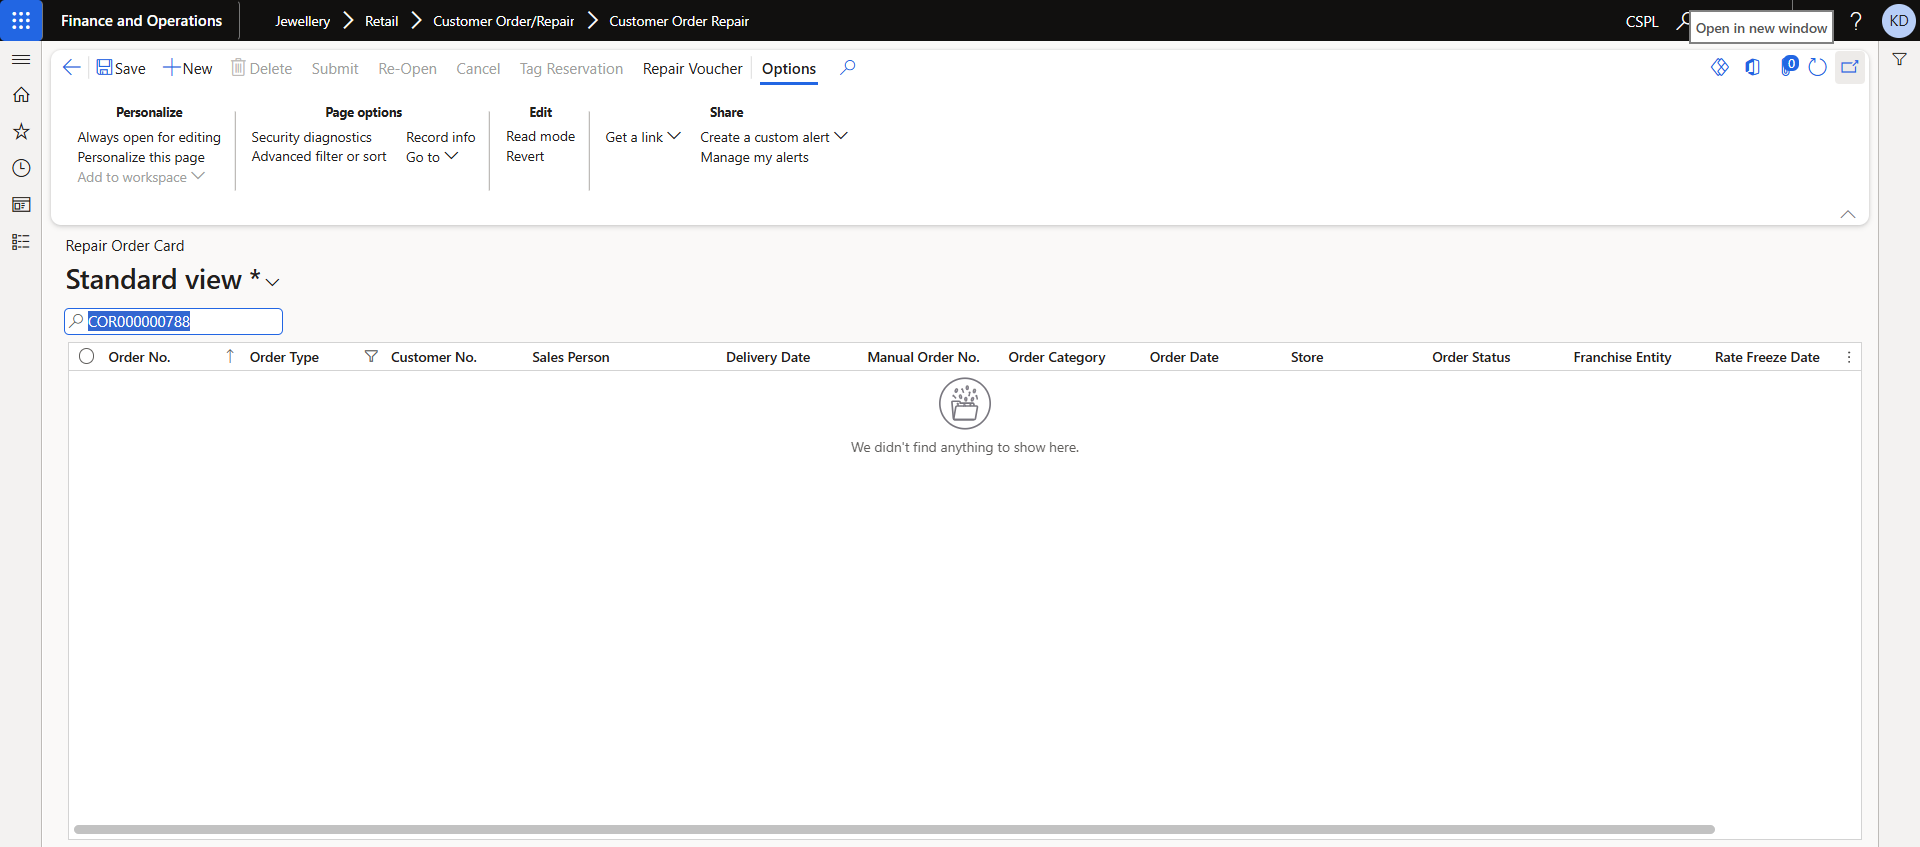 Finance and Operations
Jewellery
Retail
Customer Order/Repair
Customer Order Repair
CSPL
Open in new window
?
KD
Save
New
Delete
Submit
Re-Open
Cancel
Tag Reservation
Repair Voucher
Options
0
Personalize
Always open for editing
Personalize this page
Add to workspace
Page options
Security diagnostics
Advanced filter or sort
Record info
Go to
Edit
Read mode
Revert
Get a link
Share
Create a custom alert
Manage my alerts
Repair Order Card
Standard view *
COR000000788
Order No.
Order Type
Customer No.
Sales Person
Delivery Date
Manual Order No.
Order Category
Order Date
Store
Order Status
Franchise Entity
Rate Freeze Date
We didn't find anything to show here.